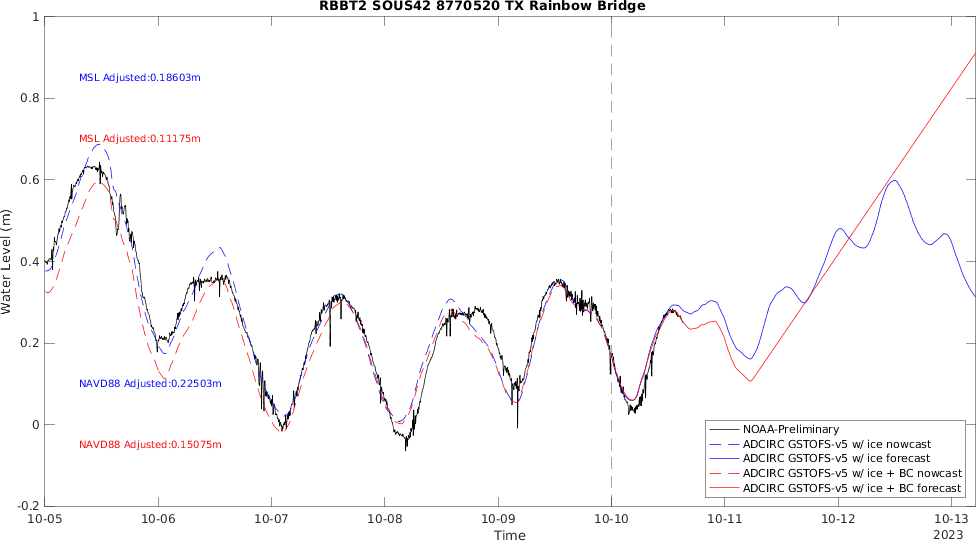 RBBT2 SOUS42 8770520 TX Rainbow Bridge
1
0.8
0.6
0.4
0.2
0
-0.2
Water Level (m)
MSL Adjusted:0.18603m
MSL Adjusted:0.11175m
NAVD88 Adjusted:0.22503m
NAVD88 Adjusted:0.15075m
NOAA-Preliminary
ADCIRC GSTOFS-v5 w/ ice nowcast
ADCIRC GSTOFS-v5 w/ ice forecast
ADCIRC GSTOFS-v5 w/ ice + BC nowcast
ADCIRC GSTOFS-v5 w/ ice + BC forecast
10-05 10-06 10-07 10-08 10-09 10-10 10-11 10-12 10-13
Time
2023